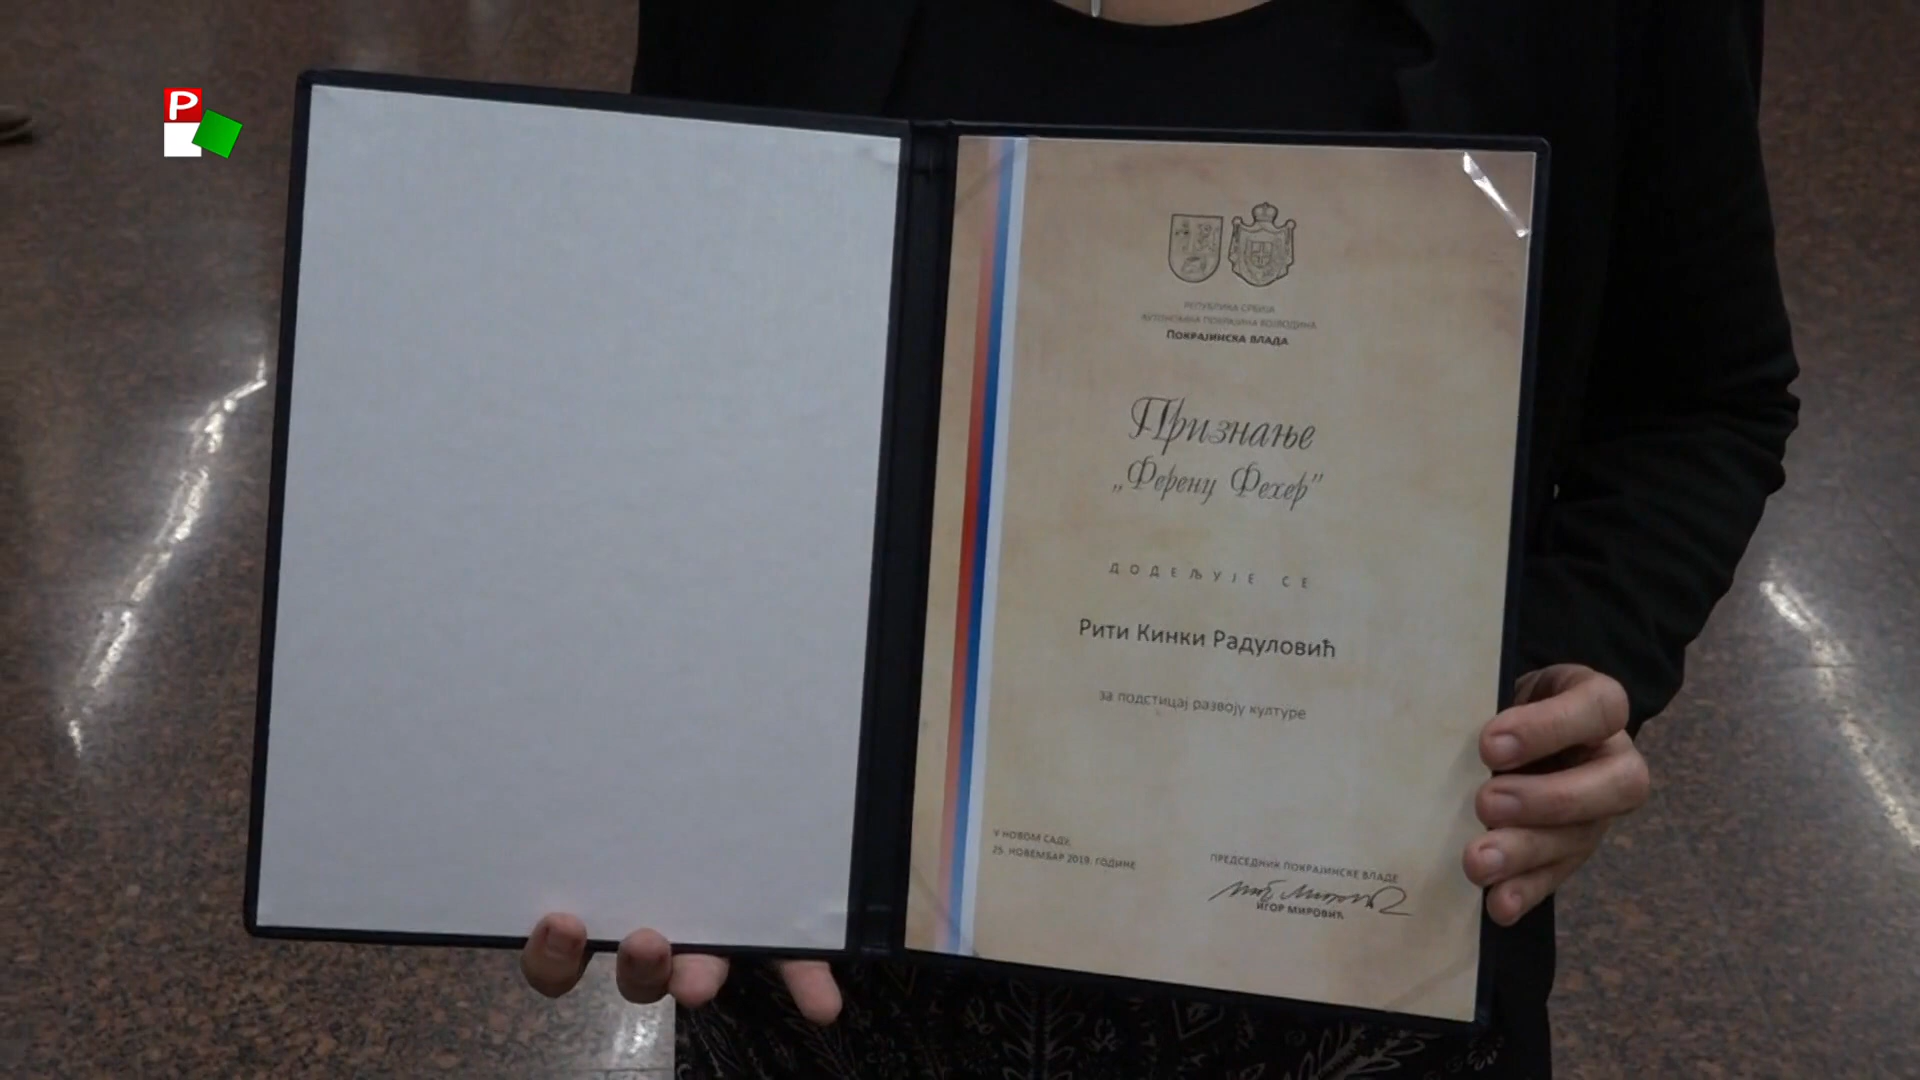 P
РЕПУБЛИКА СРБИЈА
АУТОНОМНА ПОКРАЈИНА ВОЈВОДИНА
ПОКРАЈИНСКА ВЛАДА
Признање
„Ференц Фехер”
ДОДЕЉУЈЕ СЕ
Рити Кинки Радуловић
за подстицај развоју културе
У НОВОМ САДУ,
25. НОВЕМБАР 2019. ГОДИНЕ
ПРЕДСЕДНИК ПОКРАЈИНСКЕ ВЛАДЕ
ИГОР МИРОВИЋ